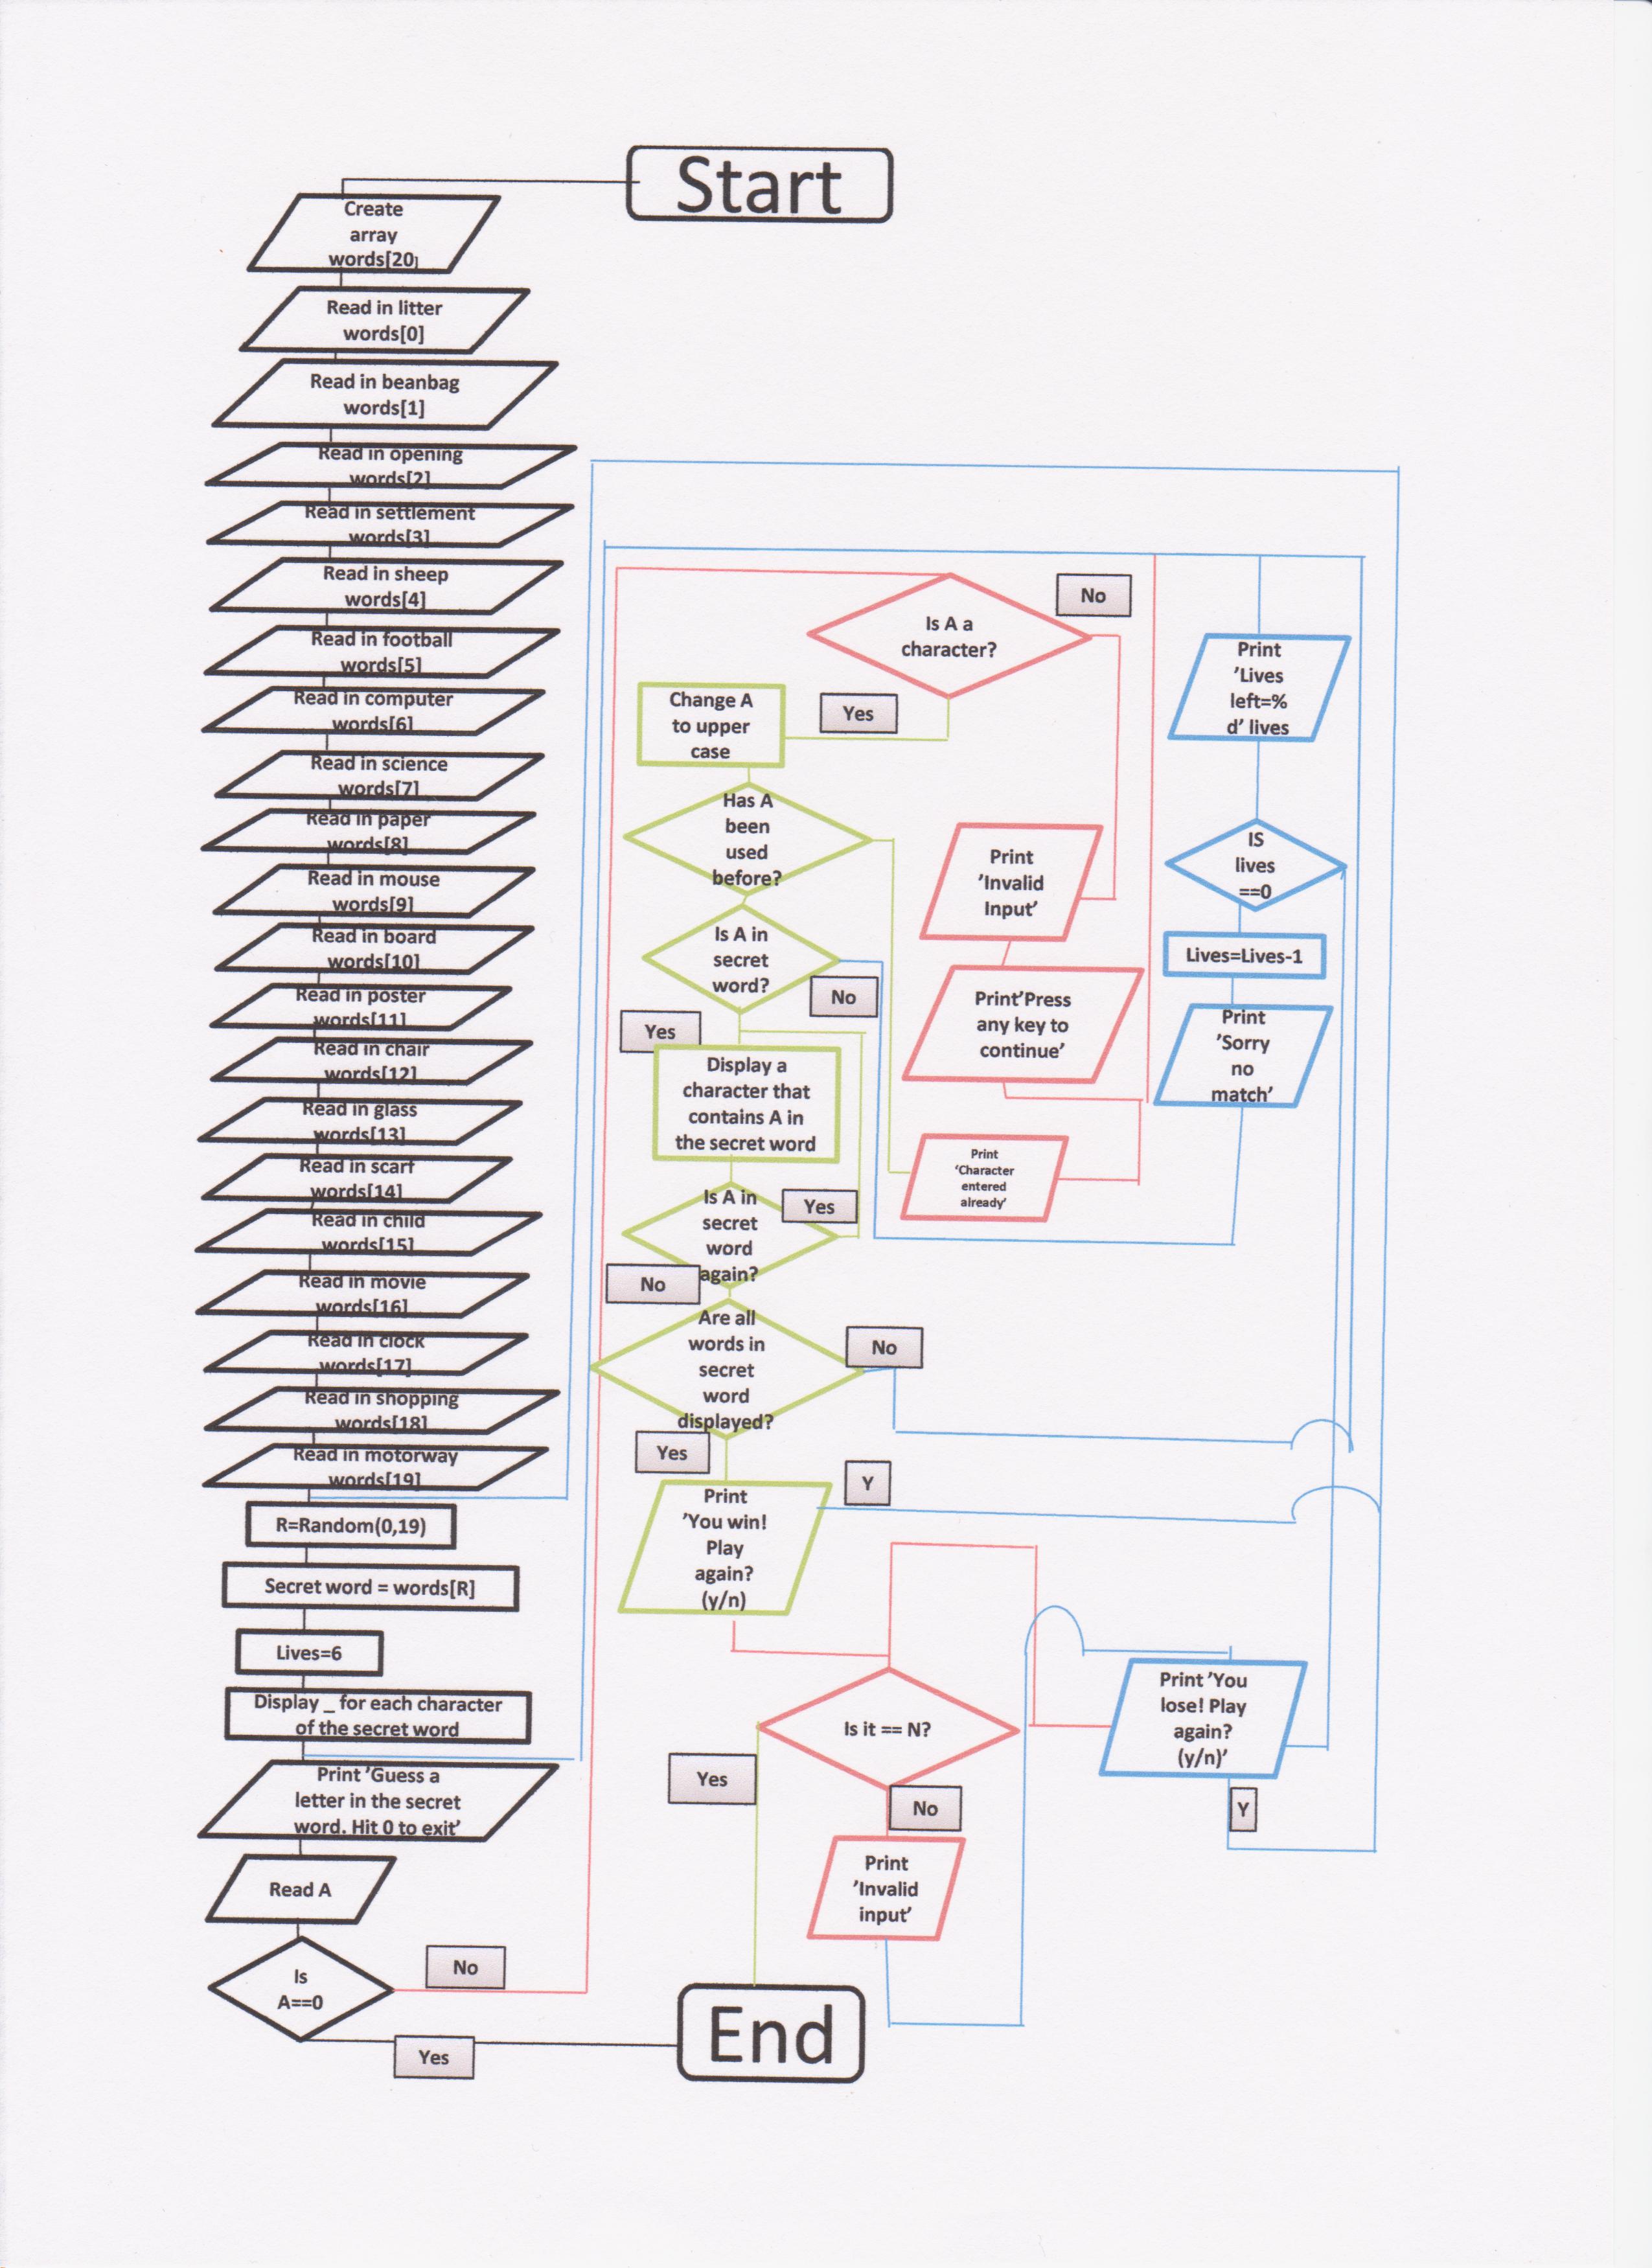 Start
Create
array
words[20]
Read in litter
words[0]
Read in beanbag
words[1]
Read in opening
words[2]
Read in settlement
words[3]
Read in sheep
words[4]
Read in football
words[5]
Read in computer
words[6]
Read in science
words[7]
Read in paper
words[8]
Read in mouse
words[9]
Read in board
words[10]
Read in poster
words[11]
Read in chair
words[12]
Read in glass
words[13]
Read in scarf
words[14]
Read in child
words[15]
Read in movie
words[16]
Read in clock
words[17]
Read in shopping
words[18]
Read in motorway
words[19]
R=Random(0,19)
Secret word = words[R]
Lives=6
Display _ for each character
of the secret word
Print 'Guess a
letter in the secret
word. Hit 0 to exit'
Read A
Is
A==0
No
Yes
End
Is A a
character?
No
Yes
Change A
to upper
case
Has A
been
used
before?
Is A in
secret
word?
No
Yes
Display a
character that
contains A in
the secret word
Is A in
secret
word
again?
Yes
No
Are all
words in
secret
word
displayed?
No
Yes
Print
'You win!
Play
again?
(y/n)
Y
Print
'Invalid
Input'
Print'Press
any key to
continue'
Print
'Character
entered
already'
Print
'Lives
left=%
d' lives
IS
lives
==0
Lives=Lives-1
Print
'Sorry
no
match'
Is it == N?
Yes
No
Print
'Invalid
input'
Print 'You
lose! Play
again?
(y/n)'
Y